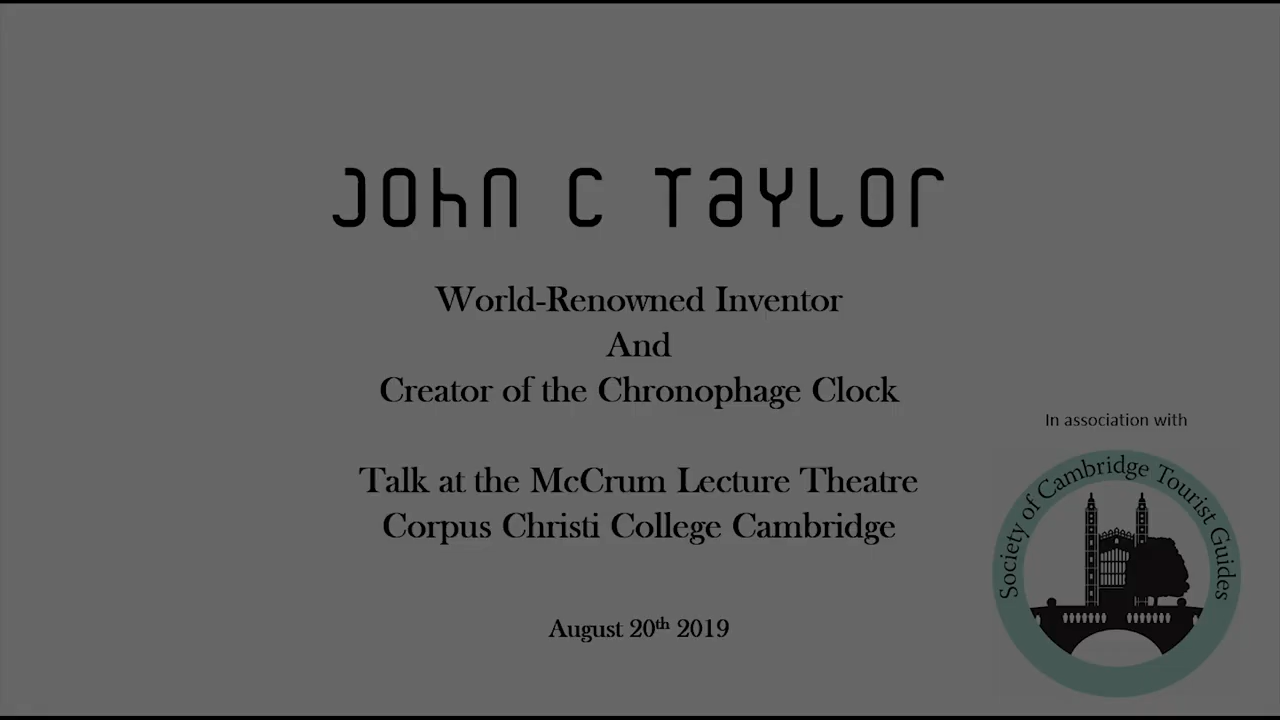 John C Taylor
World-Renowned Inventor
And
Creator of the Chronophage Clock
Talk at the McCrum Lecture Theatre
Corpus Christi College Cambridge
August 20th 2019
In association with
Society of Cambridge Tourist Guides